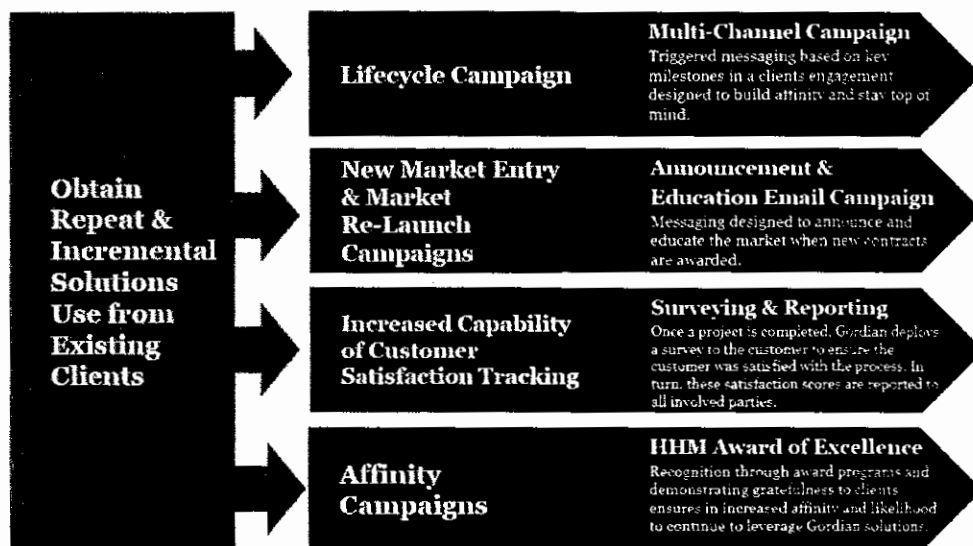 Obtain
Repeat &
Incremental
Solutions
Use from
Existing
Clients
Lifecycle Campaign
Multi-Channel Campaign
Triggered messaging based on key
milestones in a clients engagement
designed to build affinity and stay top of
mind.
New Market Entry
& Market
Re-Launch
Campaigns
Announcement &
Education Email Campaign
Messaging designed to announce and
educate the market when new contracts
are awarded.
Increased Capability
of Customer
Satisfaction Tracking
Surveying & Reporting
Once a project is completed, Gordian deploys
a survey to the customer to ensure the
customer was satisfied with the process. In
turn, these satisfaction scores are reported to
all involved parties.
Affinity
Campaigns
HHM Award of Excellence
Recognition through award programs and
demonstrating gratefulness to clients
ensures in increased affinity and likelihood
to continue to leverage Gordian solutions.